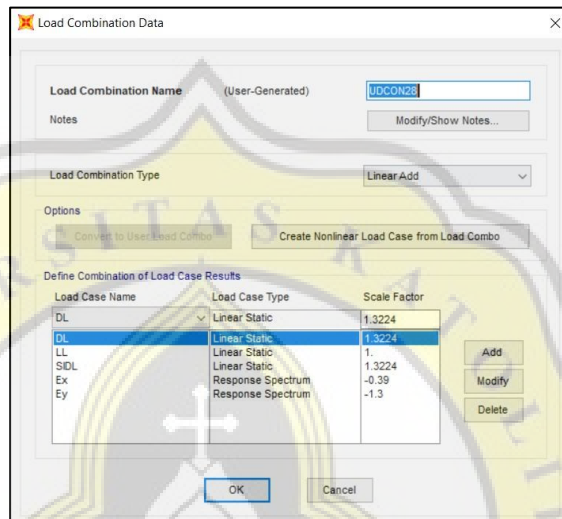 Load Combination Data
Load Combination Name (User-Generated) UDCON28
Notes Modify/Show Notes...
Load Combination Type Linear Add
Options
Convert to User Load Combo Create Nonlinear Load Case from Load Combo
Define Combination of Load Case Results
Load Case Name Load Case Type Scale Factor
DL Linear Static 1.3224
DL Linear Static 1.3224
LL Linear Static 1.
SIDL Linear Static 1.3224
Ex Response Spectrum -0.39
Ey Response Spectrum -1.3
Add
Modify
Delete
OK Cancel
RSITAS KATOLI